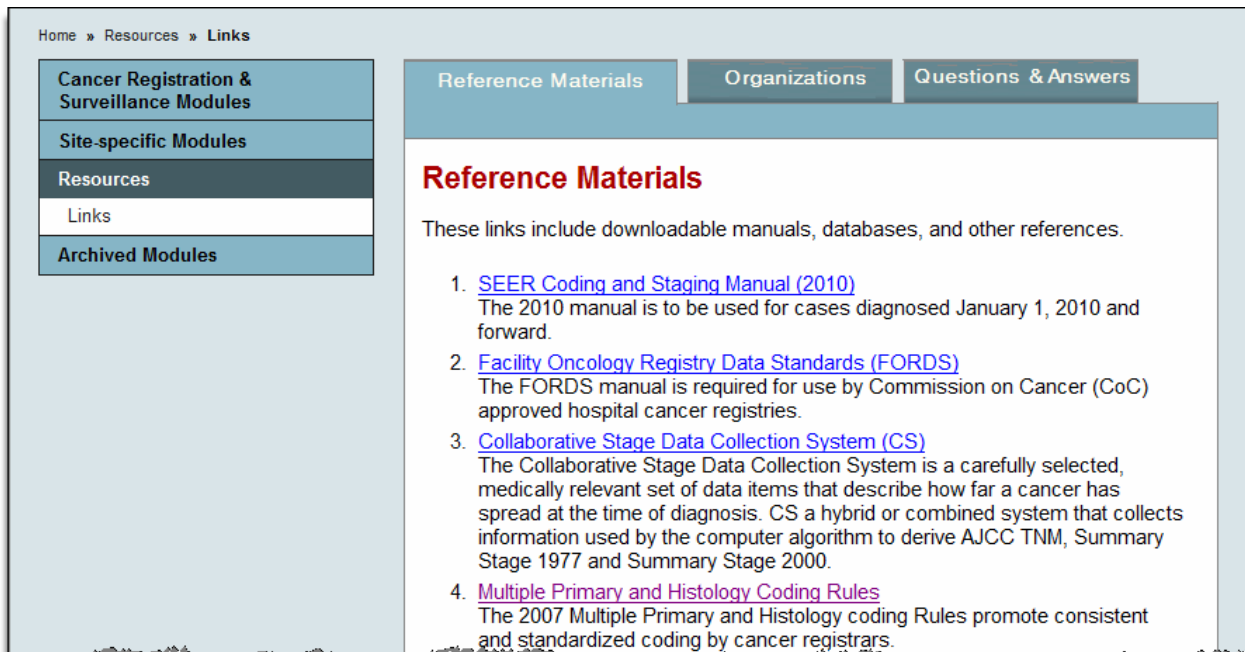 Home » Resources » Links
Cancer Registration &
Surveillance Modules
Site-specific Modules
Resources
Links
Archived Modules
Reference Materials
Organizations
Questions & Answers
Reference Materials
These links include downloadable manuals, databases, and other references.
1. SEER Coding and Staging Manual (2010)
The 2010 manual is to be used for cases diagnosed January 1, 2010 and
forward.
2. Facility Oncology Registry Data Standards (FORDS)
The FORDS manual is required for use by Commission on Cancer (CoC)
approved hospital cancer registries.
3. Collaborative Stage Data Collection System (CS)
The Collaborative Stage Data Collection System is a carefully selected,
medically relevant set of data items that describe how far a cancer has
spread at the time of diagnosis. CS a hybrid or combined system that collects
information used by the computer algorithm to derive AJCC TNM, Summary
Stage 1977 and Summary Stage 2000.
4. Multiple Primary and Histology Coding Rules
The 2007 Multiple Primary and Histology coding Rules promote consistent
and standardized coding by cancer registrars.